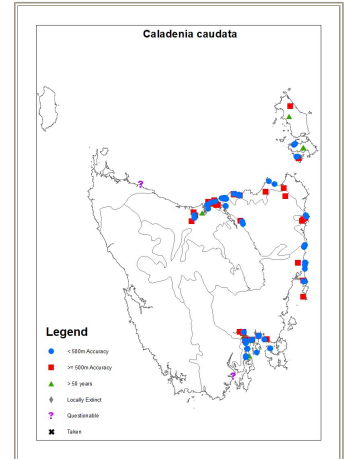 Caladenia caudata
Legend
< 500m Accuracy
>= 500m Accuracy
> 50 years
Locally Extinct
? Questionable
Taken
?
?